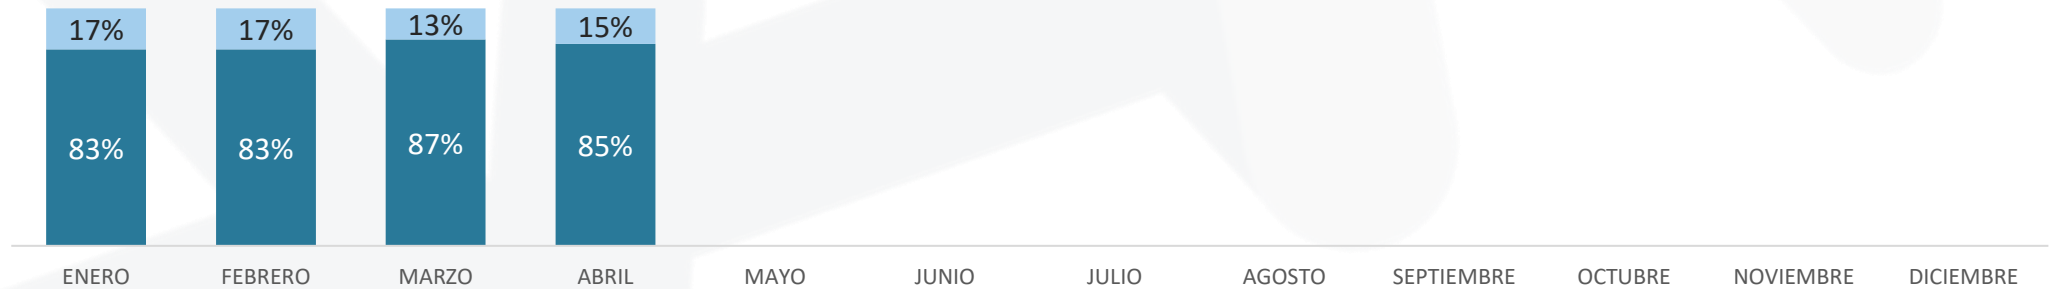 17% 17% 13% 15%
83% 83% 87% 85%
ENERO FEBRERO MARZO ABRIL MAYO JUNIO JULIO AGOSTO SEPTIEMBRE OCTUBRE NOVIEMBRE DICIEMBRE